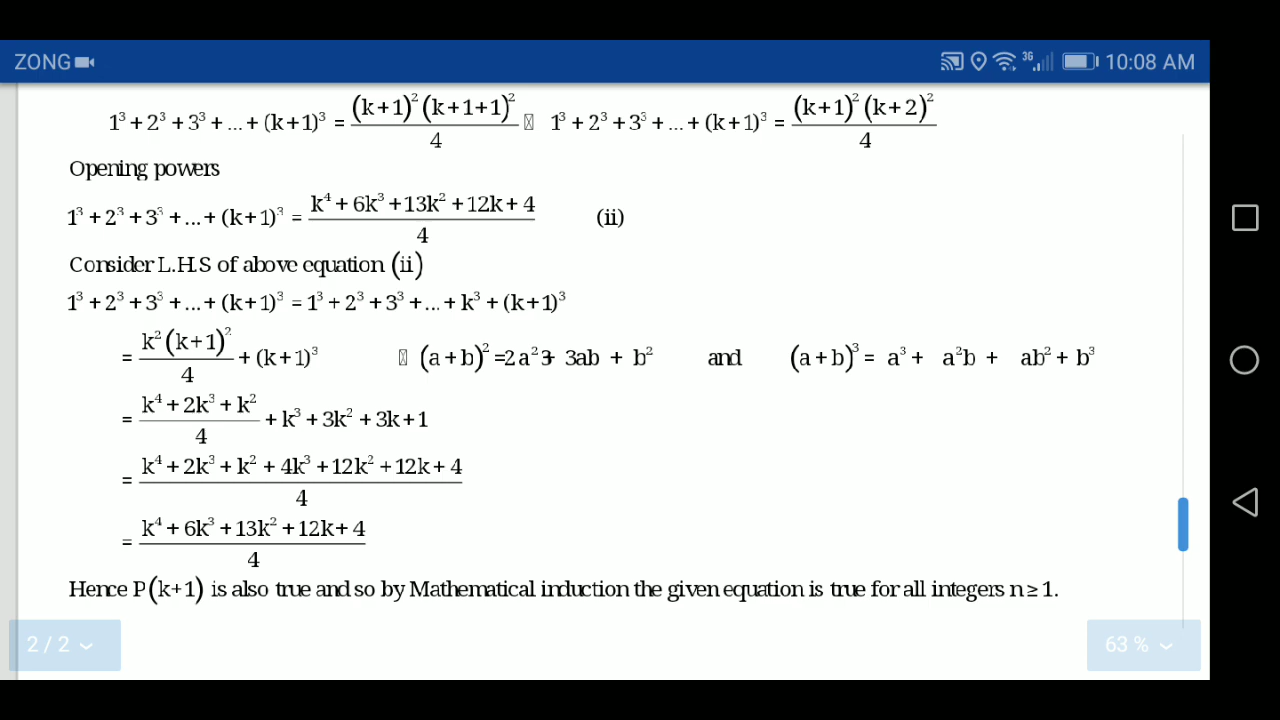 ZONG 3G 10:08 AM
1³ + 2³ + 3³ + ... + (k+1)³ = (k+1)² (k+1+1)² / 4 1³ + 2³ + 3³ + ... + (k+1)³ = (k+1)² (k+2)² / 4
Opening powers
1³ + 2³ + 3³ + ... + (k+1)³ = k⁴ + 6k³ + 13k² + 12k + 4 / 4 (ii)
Consider L.H.S of above equation (ii)
1³ + 2³ + 3³ + ... + (k+1)³ = 1³ + 2³ + 3³ + ... + k³ + (k+1)³
= k² (k+1)² / 4 + (k+1)³ (a+b)² =2a²3+ 3ab + b² and (a+b)³ = a³ + a²b + ab² + b³
= k⁴ + 2k³ + k² / 4 + k³ + 3k² + 3k + 1
= k⁴ + 2k³ + k² + 4k³ + 12k² + 12k + 4 / 4
= k⁴ + 6k³ + 13k² + 12k + 4 / 4
Hence P(k+1) is also true and so by Mathematical induction the given equation is true for all integers n ≥ 1.
2 / 2 63 %